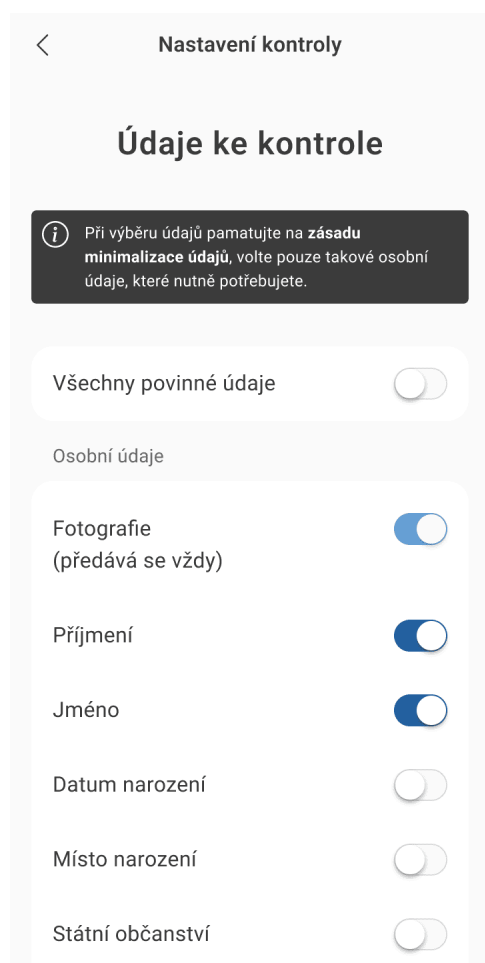 Nastavení kontroly
Údaje ke kontrole
Při výběru údajů pamatujte na zásadu
minimalizace údajů, volte pouze takové osobní
údaje, které nutně potřebujete.
Všechny povinné údaje
Osobní údaje
Fotografie
(předává se vždy)
Příjmení
Jméno
Datum narození
Místo narození
Státní občanství